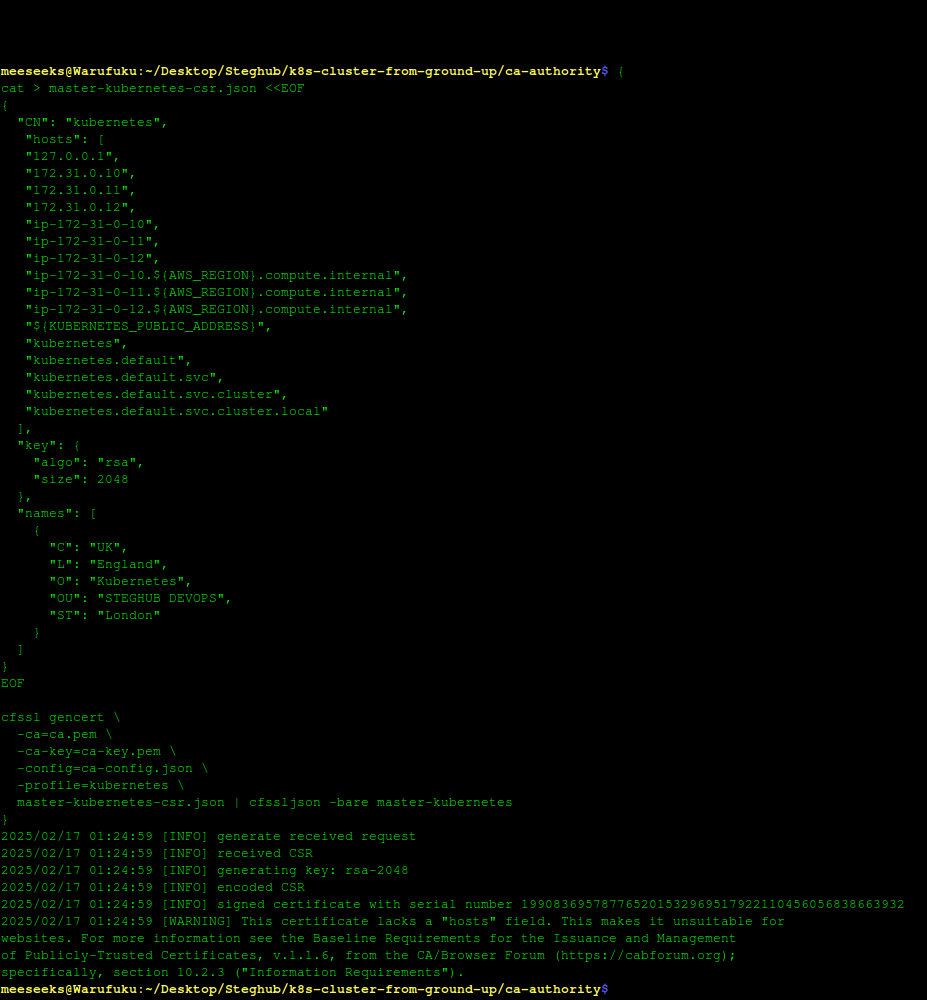 meeseeks@Warufuku:~/Desktop/Steghub/k8s-cluster-from-ground-up/ca-authority$ {
cat > master-kubernetes-csr.json <<EOF
{
  "CN": "kubernetes",
   "hosts": [
   "127.0.0.1",
   "172.31.0.10",
   "172.31.0.11",
   "172.31.0.12",
   "ip-172-31-0-10",
   "ip-172-31-0-11",
   "ip-172-31-0-12",
   "ip-172-31-0-10.${AWS_REGION}.compute.internal",
   "ip-172-31-0-11.${AWS_REGION}.compute.internal",
   "ip-172-31-0-12.${AWS_REGION}.compute.internal",
   "${KUBERNETES_PUBLIC_ADDRESS}",
   "kubernetes",
   "kubernetes.default",
   "kubernetes.default.svc",
   "kubernetes.default.svc.cluster",
   "kubernetes.default.svc.cluster.local"
  ],
  "key": {
    "algo": "rsa",
    "size": 2048
  },
  "names": [
    {
      "C": "UK",
      "L": "England",
      "O": "Kubernetes",
      "OU": "STEGHUB DEVOPS",
      "ST": "London"
    }
  ]
}
EOF

cfssl gencert \
  -ca=ca.pem \
  -ca-key=ca-key.pem \
  -config=ca-config.json \
  -profile=kubernetes \
  master-kubernetes-csr.json | cfssljson -bare master-kubernetes
}
2025/02/17 01:24:59 [INFO] generate received request
2025/02/17 01:24:59 [INFO] received CSR
2025/02/17 01:24:59 [INFO] generating key: rsa-2048
2025/02/17 01:24:59 [INFO] encoded CSR
2025/02/17 01:24:59 [INFO] signed certificate with serial number 199083695787765201532969517922110456056838663932
2025/02/17 01:24:59 [WARNING] This certificate lacks a "hosts" field. This makes it unsuitable for
websites. For more information see the Baseline Requirements for the Issuance and Management
of Publicly-Trusted Certificates, v.1.1.6, from the CA/Browser Forum (https://cabforum.org);
specifically, section 10.2.3 ("Information Requirements").
meeseeks@Warufuku:~/Desktop/Steghub/k8s-cluster-from-ground-up/ca-authority$